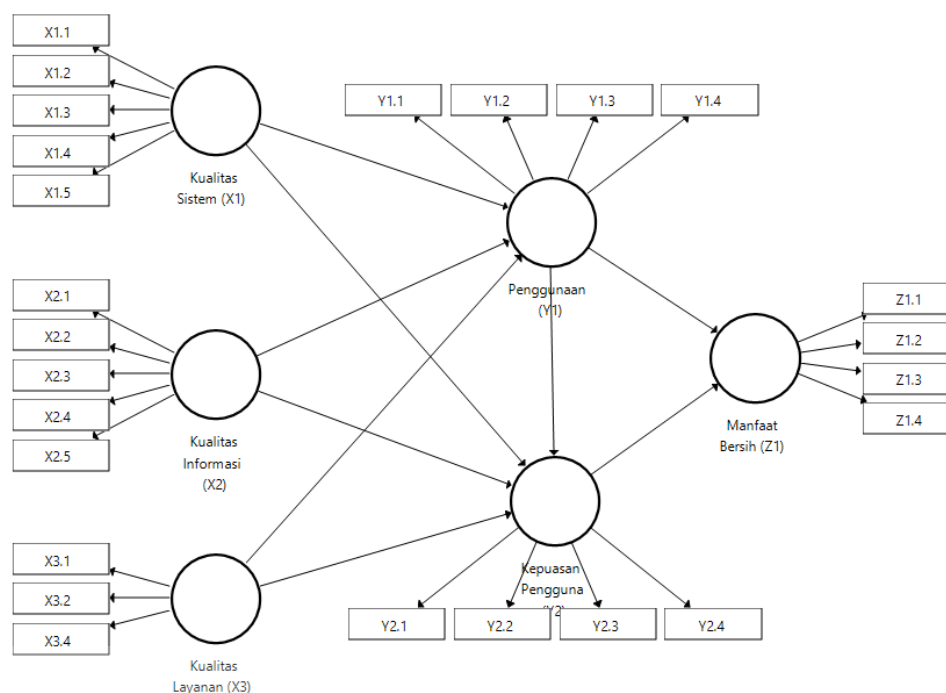 X1.1
X1.2
X1.3
X1.4
X1.5
Kualitas
Sistem (X1)
Y1.1
Y1.2
Y1.3
Y1.4
Penggunaan
(Y1)
X2.1
X2.2
X2.3
X2.4
X2.5
Kualitas
Informasi
(X2)
Z1.1
Z1.2
Z1.3
Z1.4
Manfaat
Bersih (Z1)
X3.1
X3.2
X3.4
Kualitas
Layanan (X3)
Kepuasan
Pengguna
(Y2)
Y2.1
Y2.2
Y2.3
Y2.4